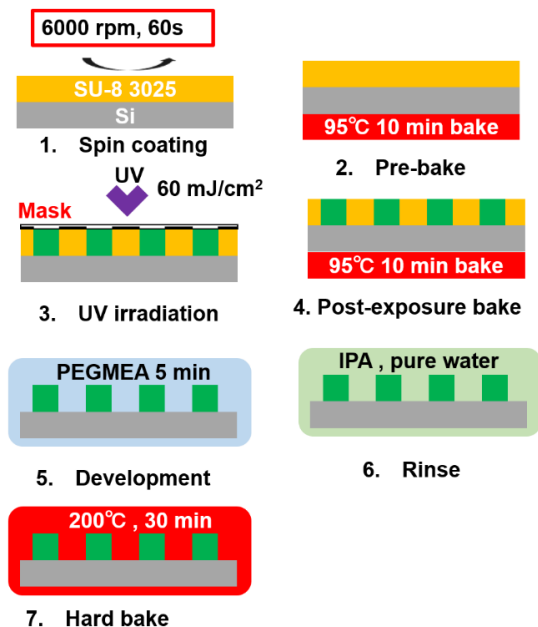 6000 rpm, 60s
SU-8 3025
Si
1. Spin coating
95℃ 10 min bake
2. Pre-bake
UV
60 mJ/cm²
Mask
3. UV irradiation
95℃ 10 min bake
4. Post-exposure bake
PEGMEA 5 min
5. Development
IPA , pure water
6. Rinse
200℃ , 30 min
7. Hard bake